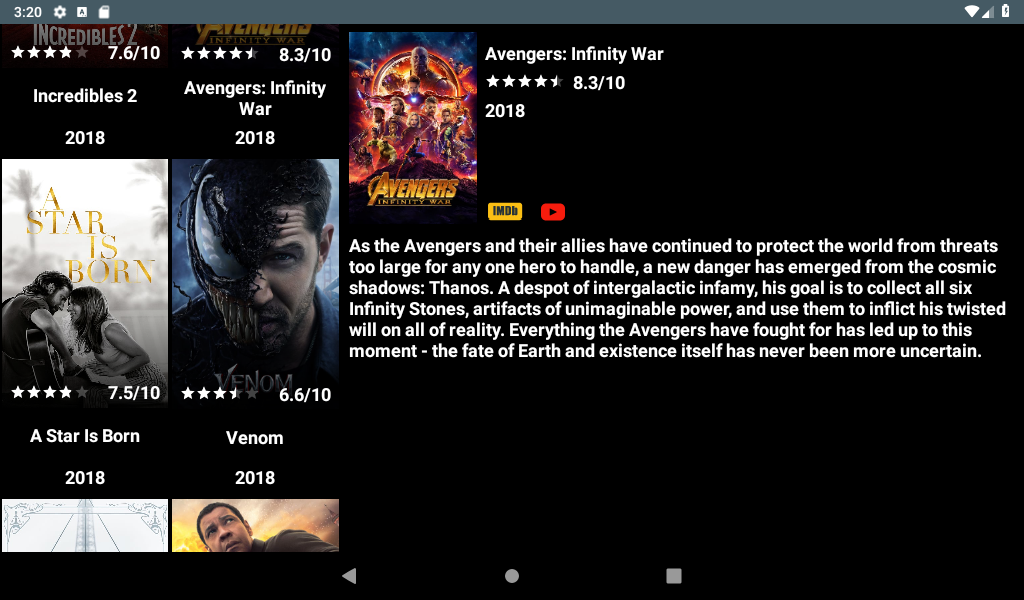 3:20
INCREDIBLES 2
7.6/10
Incredibles 2
2018
AVENGERS
INFINITY WAR
8.3/10
Avengers: Infinity
War
2018
A
STAR
IS
BORN
7.5/10
A Star Is Born
2018
VENOM
6.6/10
Venom
2018
AVENGERS
INFINITY WAR
Avengers: Infinity War
8.3/10
2018
IMDb
As the Avengers and their allies have continued to protect the world from threats
too large for any one hero to handle, a new danger has emerged from the cosmic
shadows: Thanos. A despot of intergalactic infamy, his goal is to collect all six
Infinity Stones, artifacts of unimaginable power, and use them to inflict his twisted
will on all of reality. Everything the Avengers have fought for has led up to this
moment - the fate of Earth and existence itself has never been more uncertain.